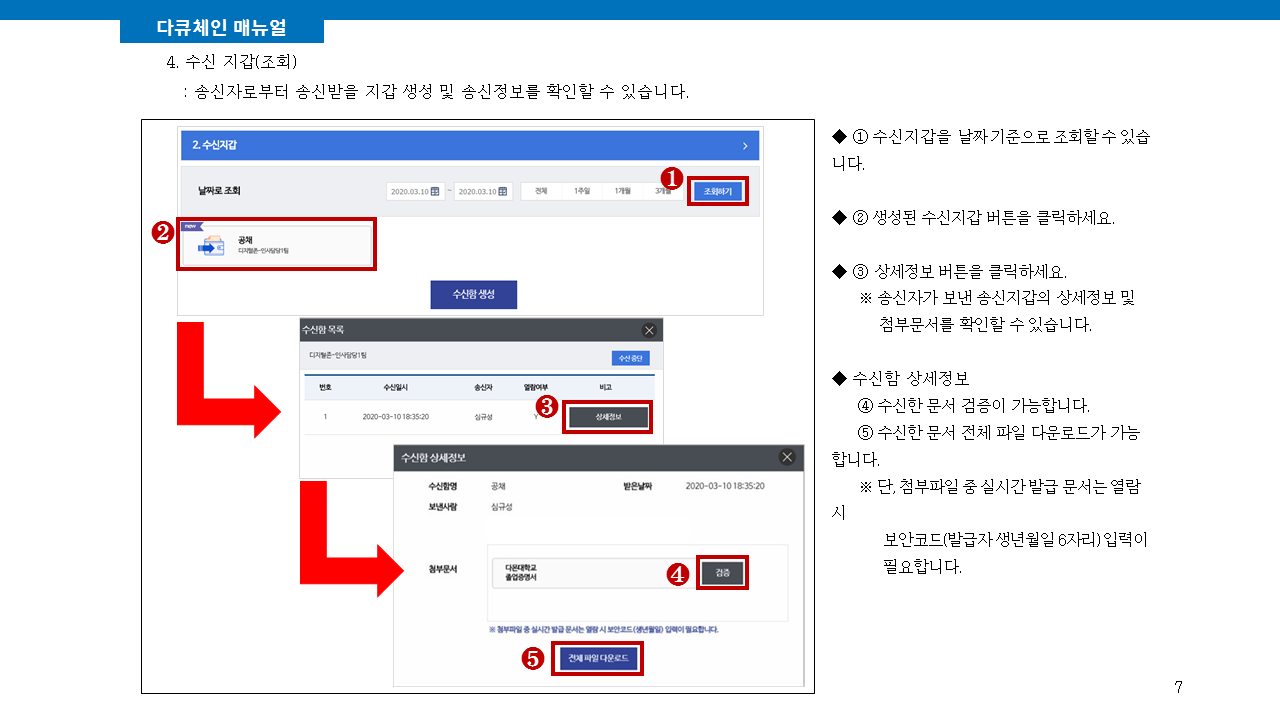 다큐체인 매뉴얼
4. 수신 지갑(조회)
: 송신자로부터 송신받을 지갑 생성 및 송신정보를 확인할 수 있습니다.
2. 수신지갑
날짜로 조회
2020.03.10 ~ 2020.03.10
전체 1주일 1개월 3개월
❶
조회하기
❷
new
공채
디지털존-인사담당1팀
수신함 생성
수신함 목록
디지털존-인사담당1팀
수신 중단
번호 수신일시 송신자 열람여부 비고
1 2020-03-10 18:35:20 심규성 Y ❸ 상세정보
수신함 상세정보
수신함명 공채 받은날짜 2020-03-10 18:35:20
보낸사람 심규성
첨부문서
다온대학교
졸업증명서
❹ 검증
※ 첨부파일 중 실시간 발급 문서는 열람 시 보안코드(생년월일) 입력이 필요합니다.
❺ 전체 파일 다운로드
◆ ① 수신지갑을 날짜기준으로 조회할 수 있습
니다.
◆ ② 생성된 수신지갑 버튼을 클릭하세요.
◆ ③ 상세정보 버튼을 클릭하세요.
※ 송신자가 보낸 송신지갑의 상세정보 및
첨부문서를 확인할 수 있습니다.
◆ 수신함 상세정보
④ 수신한 문서 검증이 가능합니다.
⑤ 수신한 문서 전체 파일 다운로드가 가능
합니다.
※ 단, 첨부파일 중 실시간 발급 문서는 열람
시
보안코드(발급자 생년월일 6자리) 입력이
필요합니다.
7